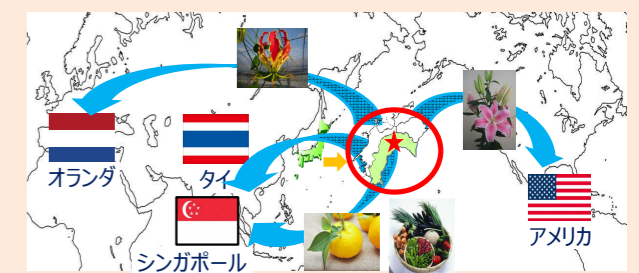 オランダ
タイ
シンガポール
アメリカ